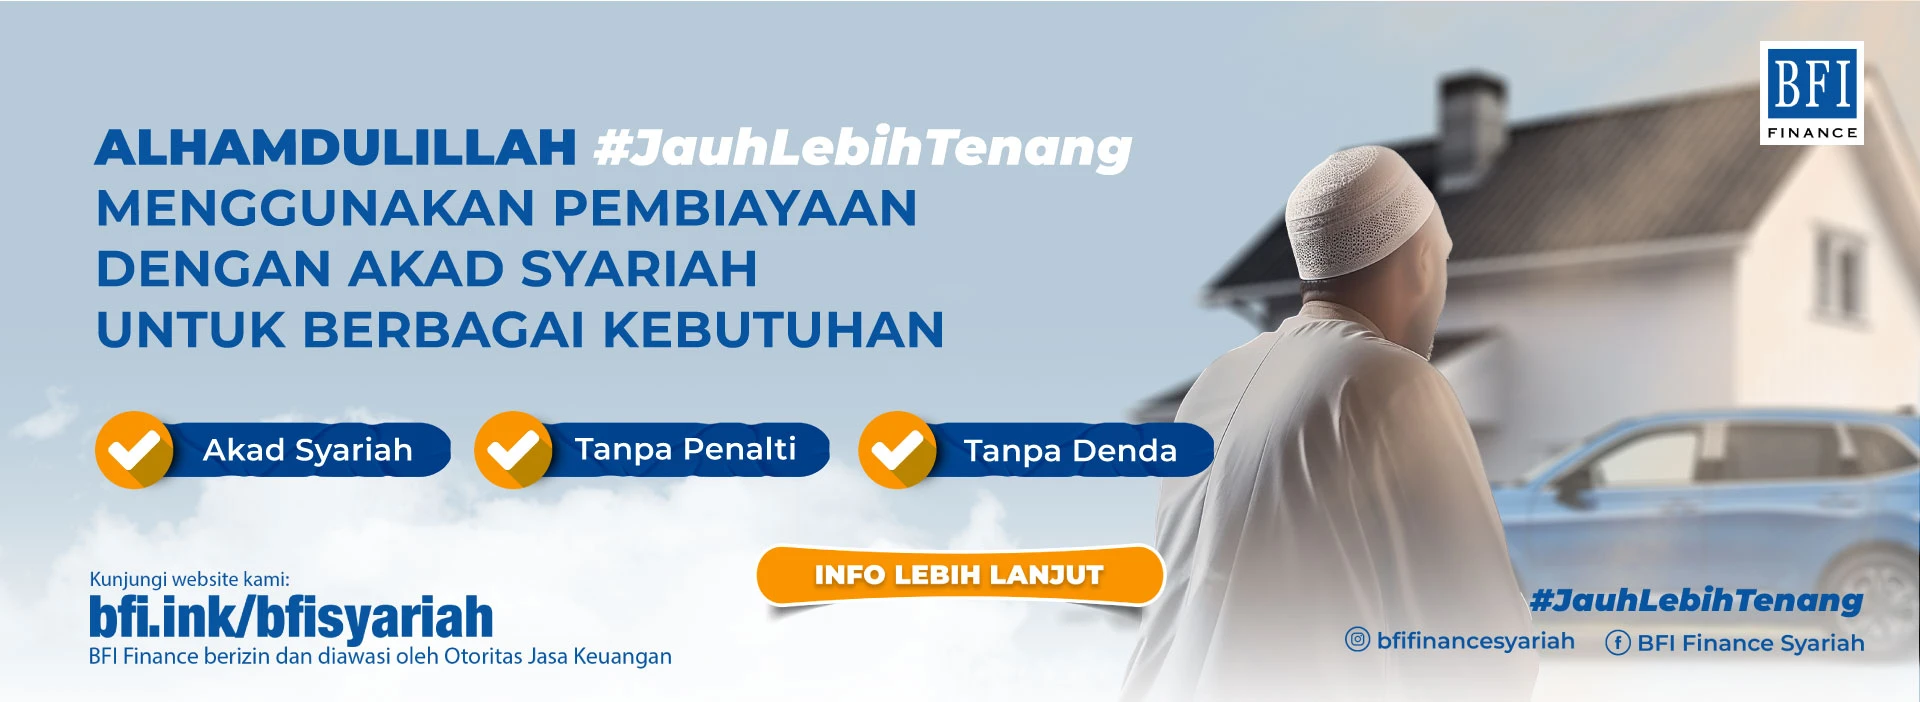 BFI
FINANCE
ALHAMDULILLAH #JauhLebihTenang
MENGGUNAKAN PEMBIAYAAN
DENGAN AKAD SYARIAH
UNTUK BERBAGAI KEBUTUHAN
Akad Syariah
Tanpa Penalti
Tanpa Denda
INFO LEBIH LANJUT
Kunjungi website kami:
bfi.ink/bfisyariah
BFI Finance berizin dan diawasi oleh Otoritas Jasa Keuangan
#JauhLebihTenang
bfifinancesyariah
BFI Finance Syariah